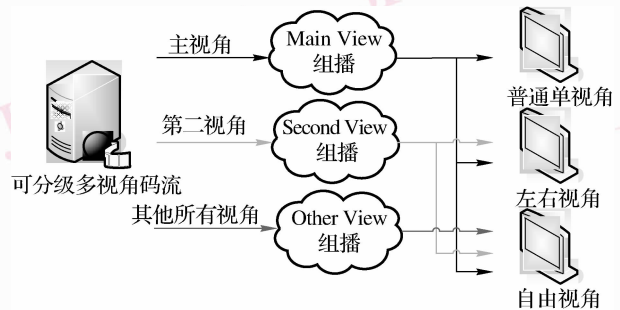 主视角
Main View
组播
普通单视角
第二视角
Second View
组播
可分级多视角码流
左右视角
其他所有视角
Other View
组播
自由视角